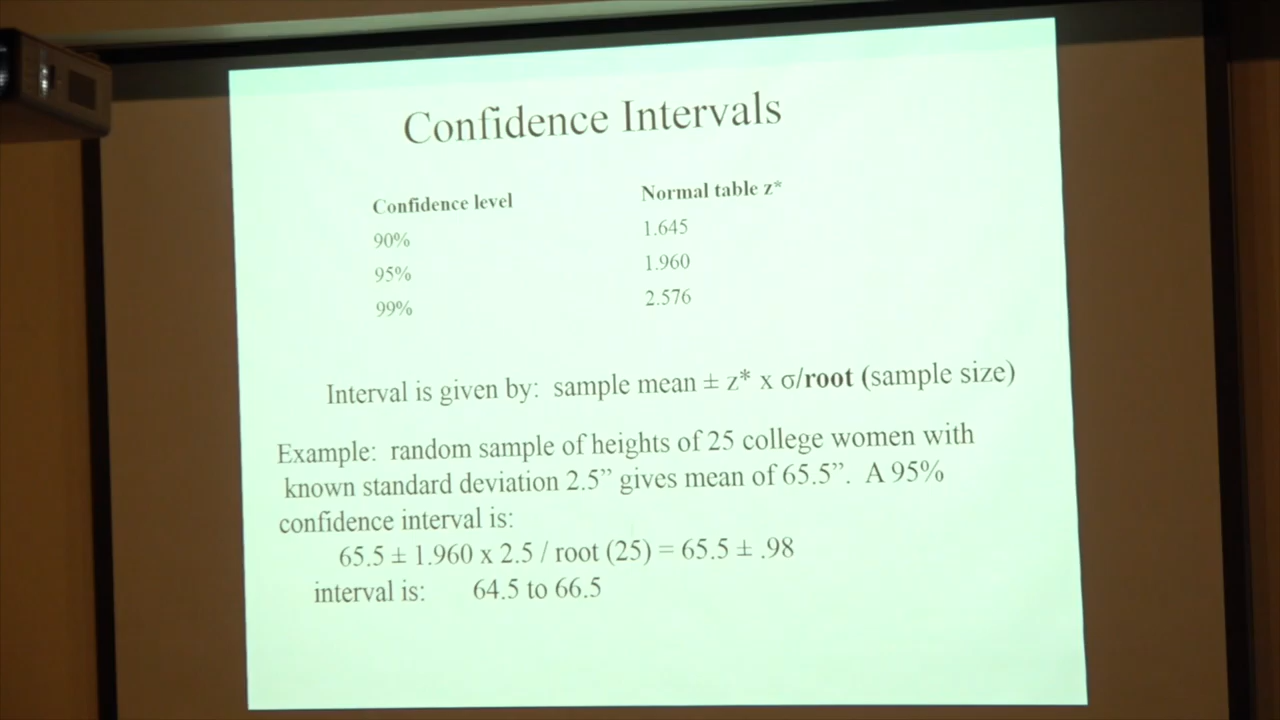 Confidence Intervals
Confidence level Normal table z*
90% 1.645
95% 1.960
99% 2.576
Interval is given by: sample mean ± z* x σ/root (sample size)
Example: random sample of heights of 25 college women with
known standard deviation 2.5” gives mean of 65.5”. A 95%
confidence interval is:
65.5 ± 1.960 x 2.5 / root (25) = 65.5 ± .98
interval is: 64.5 to 66.5